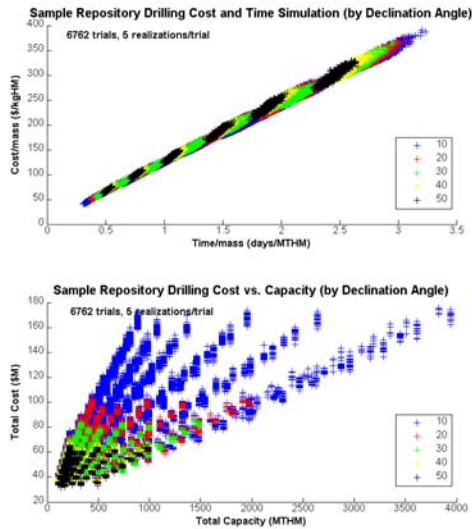 Sample Repository Drilling Cost and Time Simulation (by Declination Angle)
6762 trials, 5 realizations/trial
400
350
300
250
200
150
100
50
0
Cost/mass ($/kgHM)
10
20
30
40
50
0 0.5 1 1.5 2 2.5 3 3.5
Time/mass (days/MTHM)
Sample Repository Drilling Cost vs. Capacity (by Declination Angle)
6762 trials, 5 realizations/trial
180
160
140
120
100
80
60
40
20
Total Cost ($M)
10
20
30
40
50
0 500 1000 1500 2000 2500 3000 3500 4000
Total Capacity (MTHM)